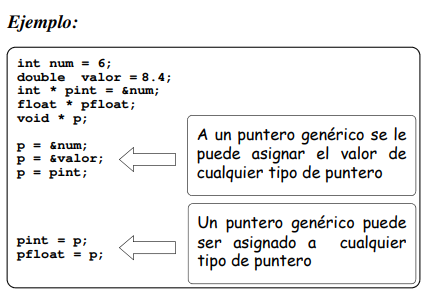 Ejemplo:
int num = 6;
double valor = 8.4;
int * pint = &num;
float * pfloat;
void * p;
p = &num;
p = &valor;
p = pint;
A un puntero genérico se le
puede asignar el valor de
cualquier tipo de puntero
pint = p;
pfloat = p;
Un puntero genérico puede
ser asignado a cualquier
tipo de puntero